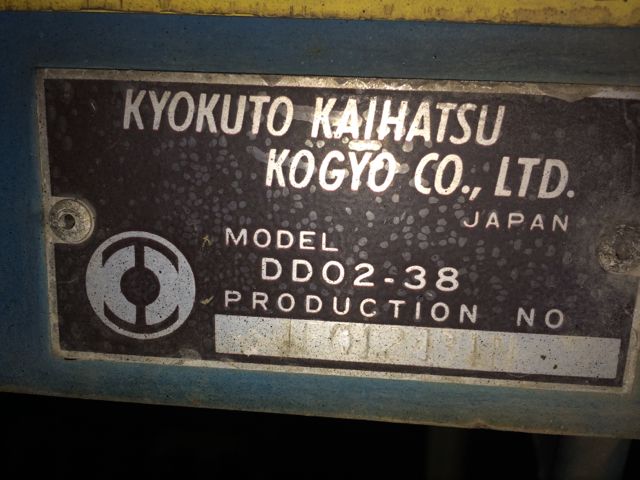 KYOKUTO KAIHATSU
KOGYO CO., LTD.
JAPAN
MODEL
DD02-38
PRODUCTION NO